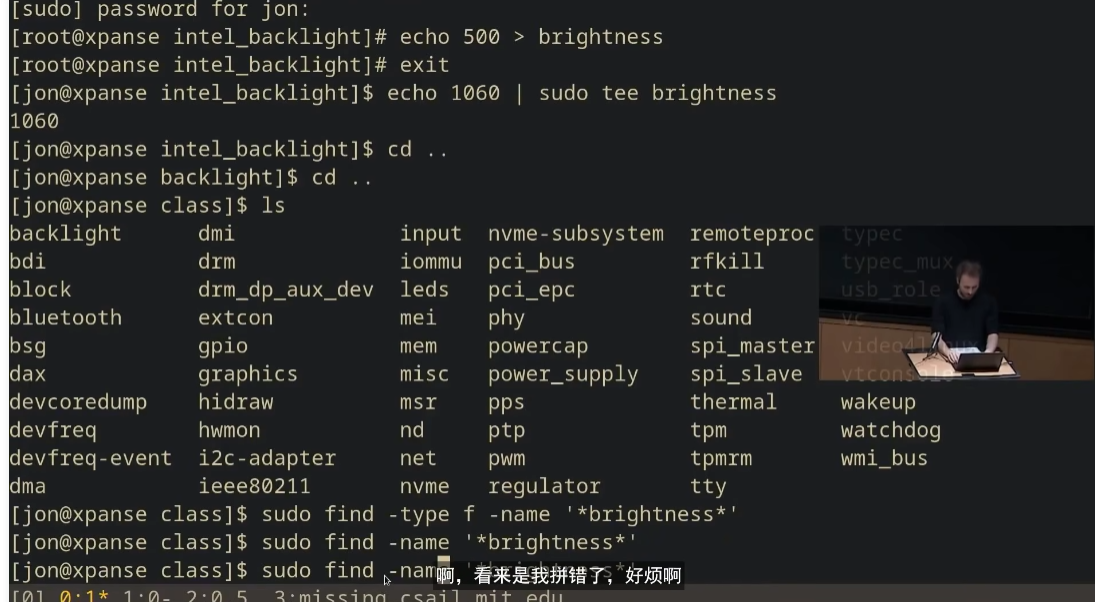 [sudo] password for jon:
[root@xpanse intel_backlight]# echo 500 > brightness
[root@xpanse intel_backlight]# exit
[jon@xpanse intel_backlight]$ echo 1060 | sudo tee brightness
1060
[jon@xpanse intel_backlight]$ cd ..
[jon@xpanse backlight]$ cd ..
[jon@xpanse class]$ ls
backlight dmi input nvme-subsystem remoteproc typec
bdi drm iommu pci_bus rfkill typec_mux
block drm_dp_aux_dev leds pci_epc rtc usb_role
bluetooth extcon mei phy sound vc
bsg gpio mem powercap spi_master video4linux
dax graphics misc power_supply spi_slave vtconsole
devcoredump hidraw msr pps thermal wakeup
devfreq hwmon nd ptp tpm watchdog
devfreq-event i2c-adapter net pwm tpmrm wmi_bus
dma ieee80211 nvme regulator tty
[jon@xpanse class]$ sudo find -type f -name '*brightness*'
[jon@xpanse class]$ sudo find -name '*brightness*'
[jon@xpanse class]$ sudo find -name
啊，看来是我拼错了，好烦啊
[0] 0:1* 1:0- 2:0.5 3:missing.csail.mit.edu